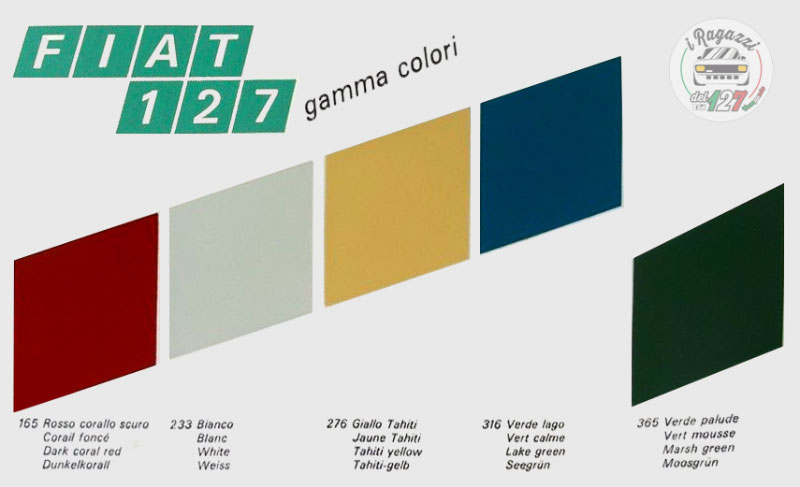 FIAT
127
gamma colori
i Ragazzi
del 127
165 Rosso corallo scuro
Corail foncé
Dark coral red
Dunkelkorall
233 Bianco
Blanc
White
Weiss
276 Giallo Tahiti
Jaune Tahiti
Tahiti yellow
Tahiti-gelb
316 Verde lago
Vert calme
Lake green
Seegrün
365 Verde palude
Vert mousse
Marsh green
Moosgrün